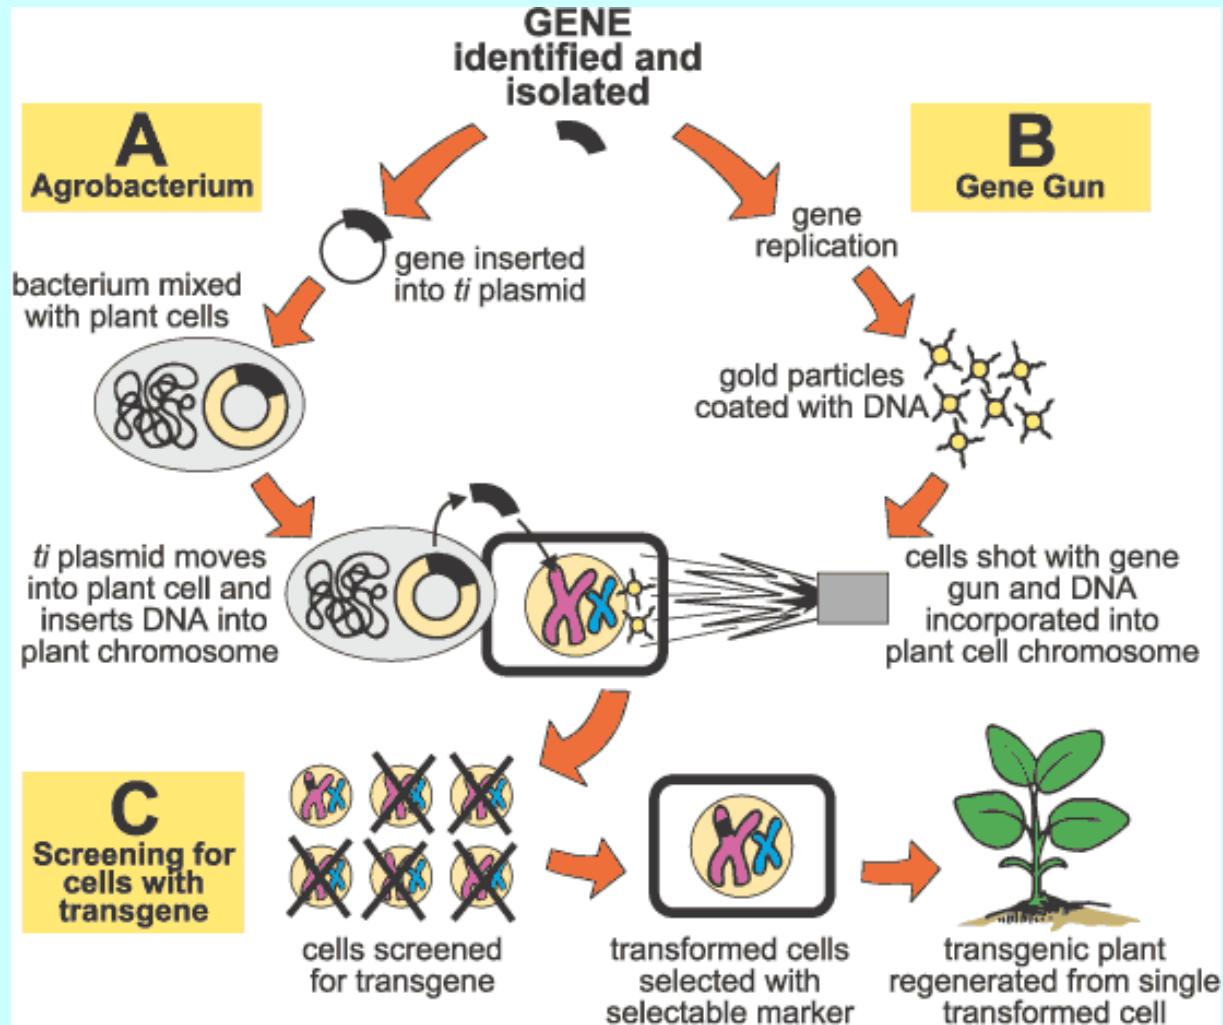 GENE
identified and
isolated
A
Agrobacterium
B
Gene Gun
gene inserted
into ti plasmid
gene
replication
bacterium mixed
with plant cells
gold particles
coated with DNA
ti plasmid moves
into plant cell and
inserts DNA into
plant chromosome
cells shot with gene
gun and DNA
incorporated into
plant cell chromosome
C
Screening for
cells with
transgene
cells screened
for transgene
transformed cells
selected with
selectable marker
transgenic plant
regenerated from single
transformed cell